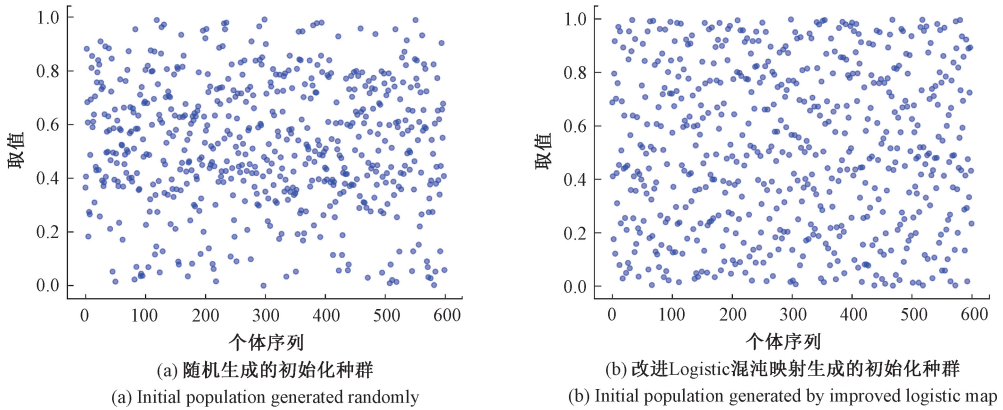 1.0
0.8
0.6
0.4
0.2
0.0
取值
0 100 200 300 400 500 600
个体序列
(a) 随机生成的初始化种群
(a) Initial population generated randomly
1.0
0.8
0.6
0.4
0.2
0.0
取值
0 100 200 300 400 500 600
个体序列
(b) 改进Logistic混沌映射生成的初始化种群
(b) Initial population generated by improved logistic map